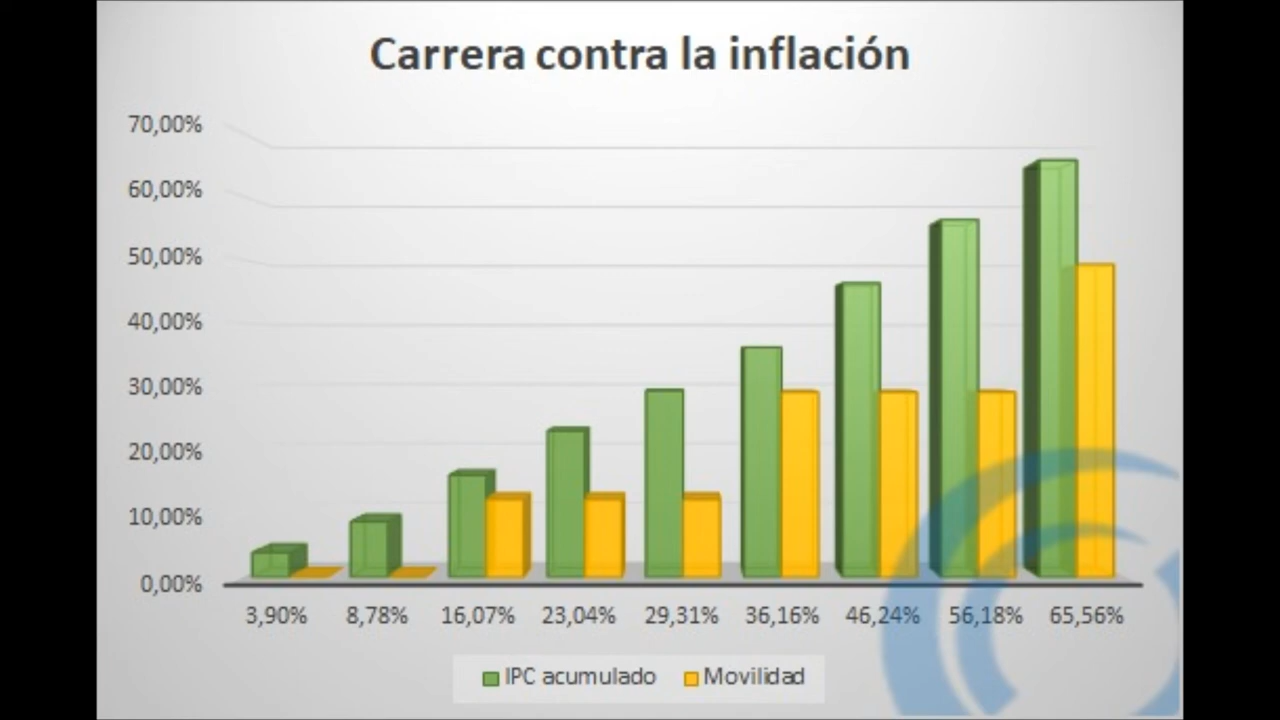 Carrera contra la inflación
70,00%
60,00%
50,00%
40,00%
30,00%
20,00%
10,00%
0,00%
3,90% 8,78% 16,07% 23,04% 29,31% 36,16% 46,24% 56,18% 65,56%
IPC acumulado Movilidad